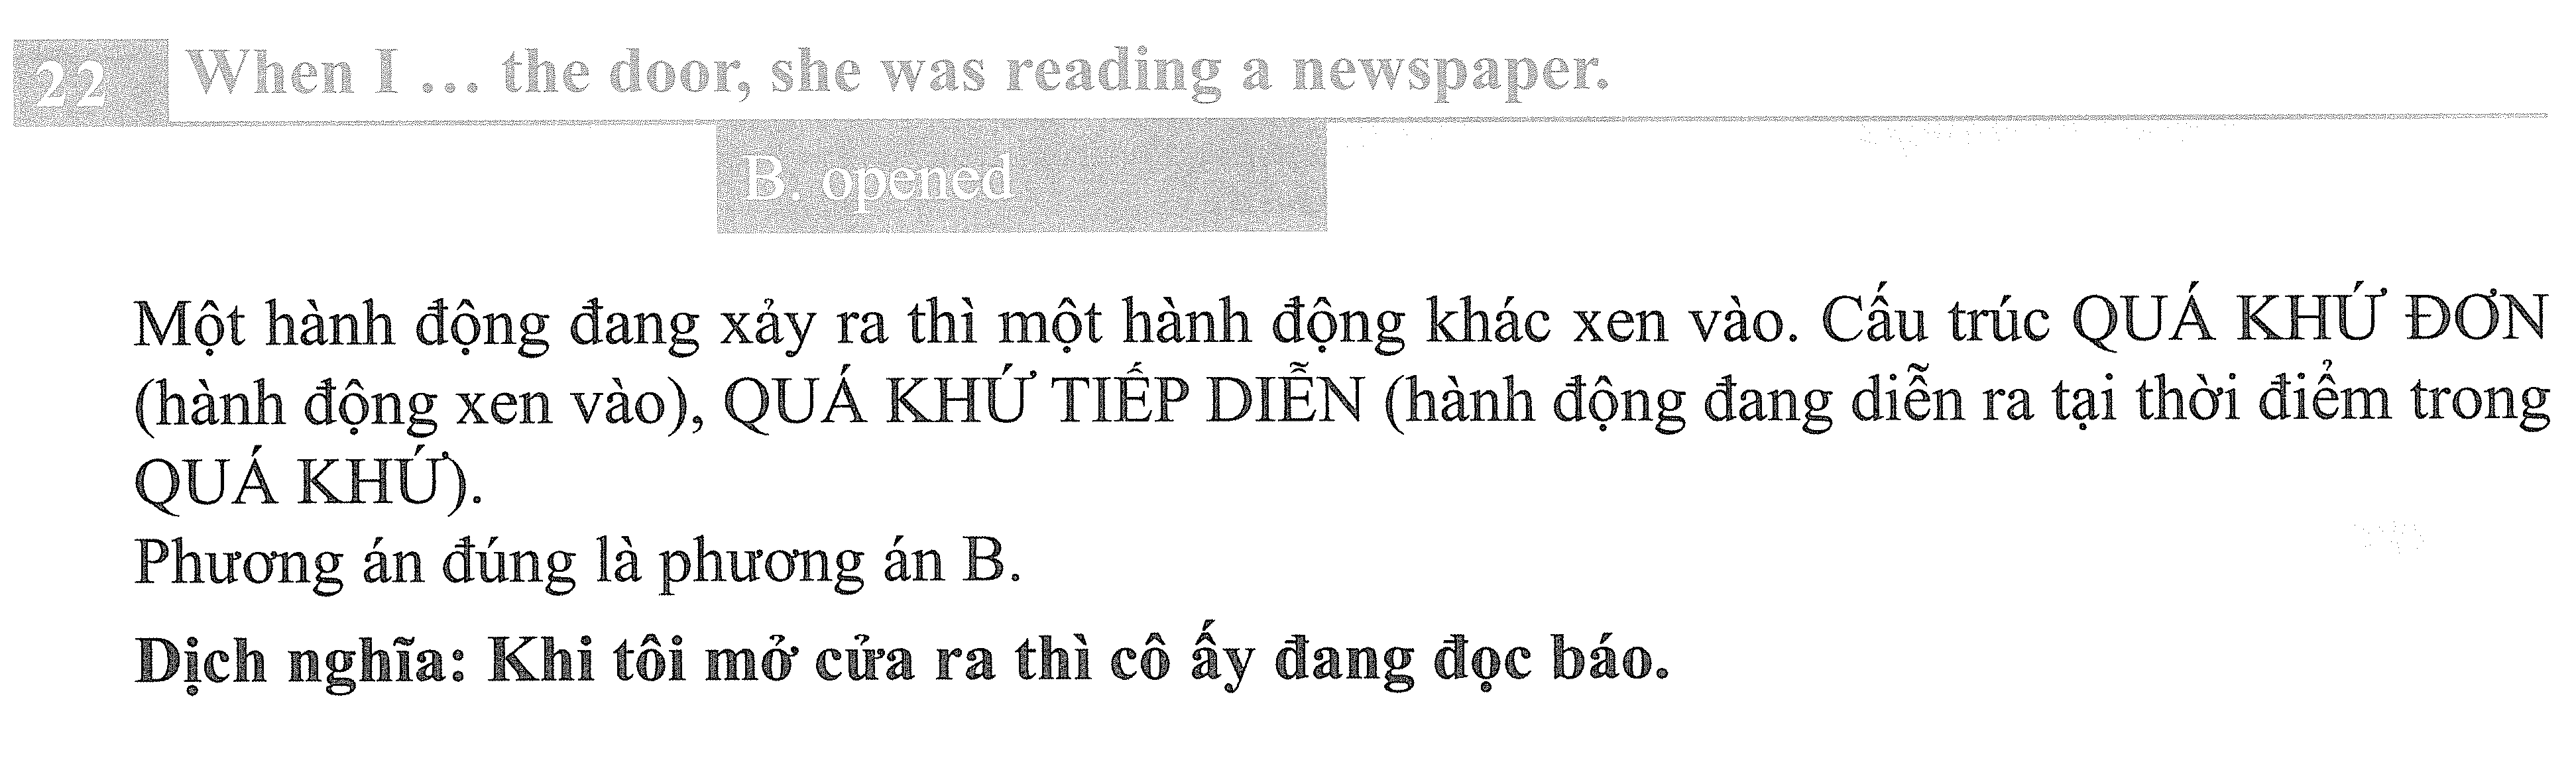 22 When I ... the door, she was reading a newspaper.
B. opened
Một hành động đang xảy ra thì một hành động khác xen vào. Cấu trúc QUÁ KHỨ ĐƠN
(hành động xen vào), QUÁ KHỨ TIẾP DIỄN (hành động đang diễn ra tại thời điểm trong
QUÁ KHỨ).
Phương án đúng là phương án B.
Dịch nghĩa: Khi tôi mở cửa ra thì cô ấy đang đọc báo.